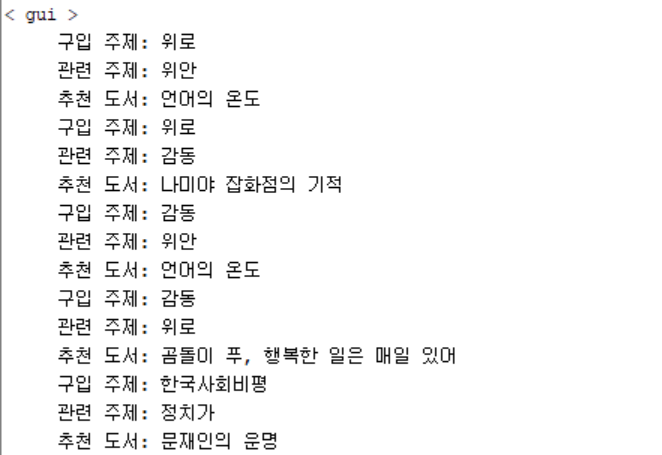 < gui >
구입 주제: 위로
관련 주제: 위안
추천 도서: 언어의 온도
구입 주제: 위로
관련 주제: 감동
추천 도서: 나미야 잡화점의 기적
구입 주제: 감동
관련 주제: 위안
추천 도서: 언어의 온도
구입 주제: 감동
관련 주제: 위로
추천 도서: 곰돌이 푸, 행복한 일은 매일 있어
구입 주제: 한국사회비평
관련 주제: 정치가
추천 도서: 문재인의 운명